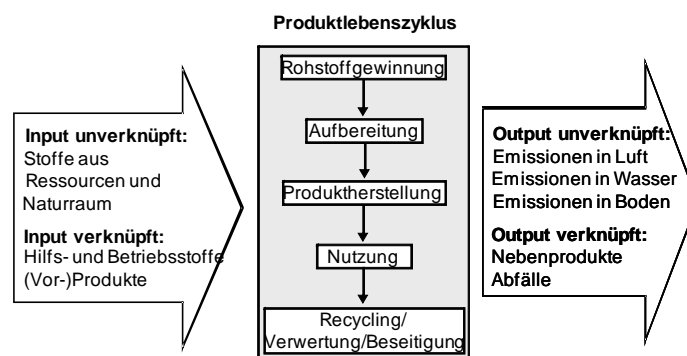 Produktlebenszyklus
Input unverknüpft:
Stoffe aus
Ressourcen und
Naturraum
Input verknüpft:
Hilfs- und Betriebsstoffe
(Vor-)Produkte
Rohstoffgewinnung
Aufbereitung
Produktherstellung
Nutzung
Recycling/
Verwertung/Beseitigung
Output unverknüpft:
Emissionen in Luft
Emissionen in Wasser
Emissionen in Boden
Output verknüpft:
Nebenprodukte
Abfälle